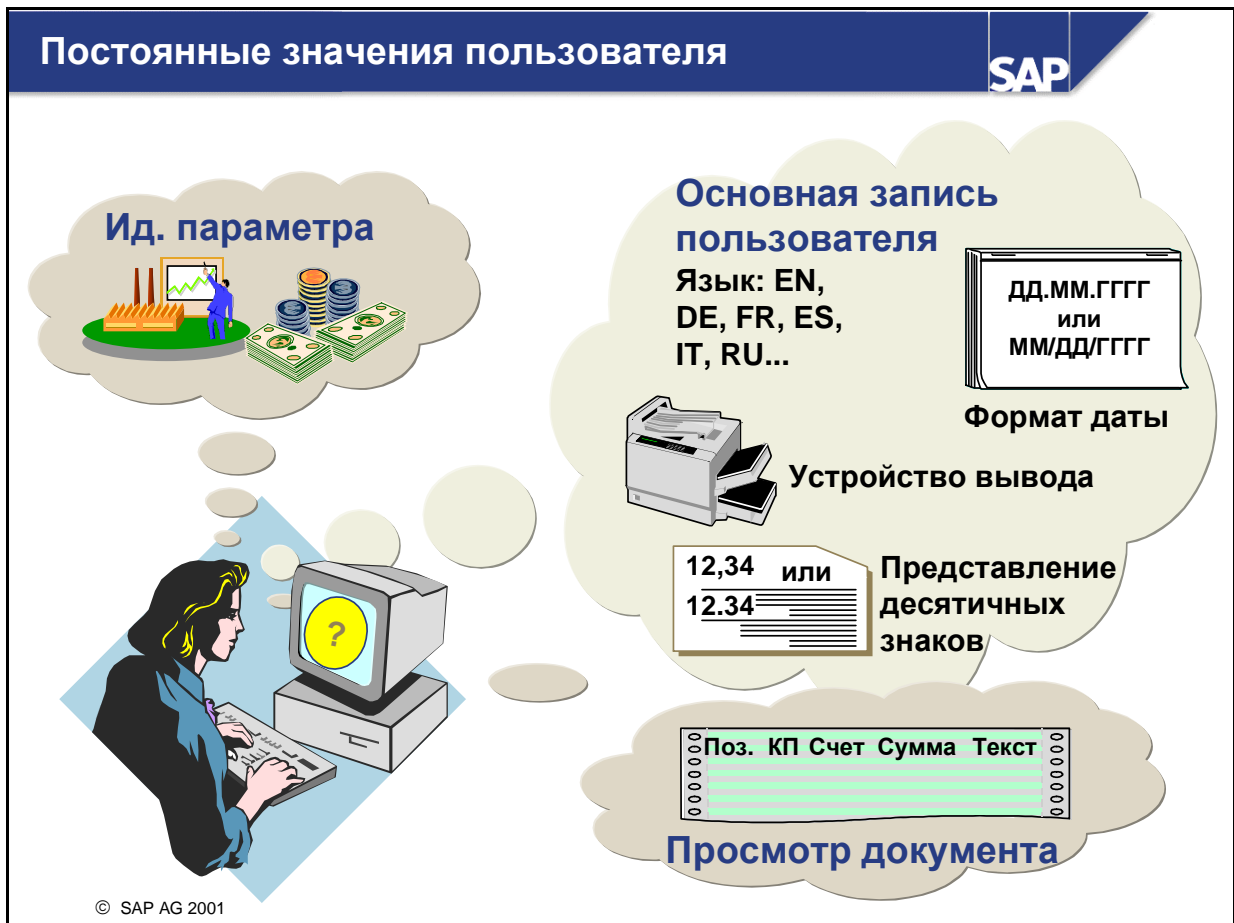 Постоянные значения пользователя
SAP
Ид. параметра
Основная запись
пользователя
Язык: EN,
DE, FR, ES,
IT, RU...
ДД.ММ.ГГГГ
или
ММ/ДД/ГГГГ
Формат даты
Устройство вывода
12,34 или
12.34
Представление
десятичных
знаков
?
Поз. КП Счет Сумма Текст
Просмотр документа
© SAP AG 2001